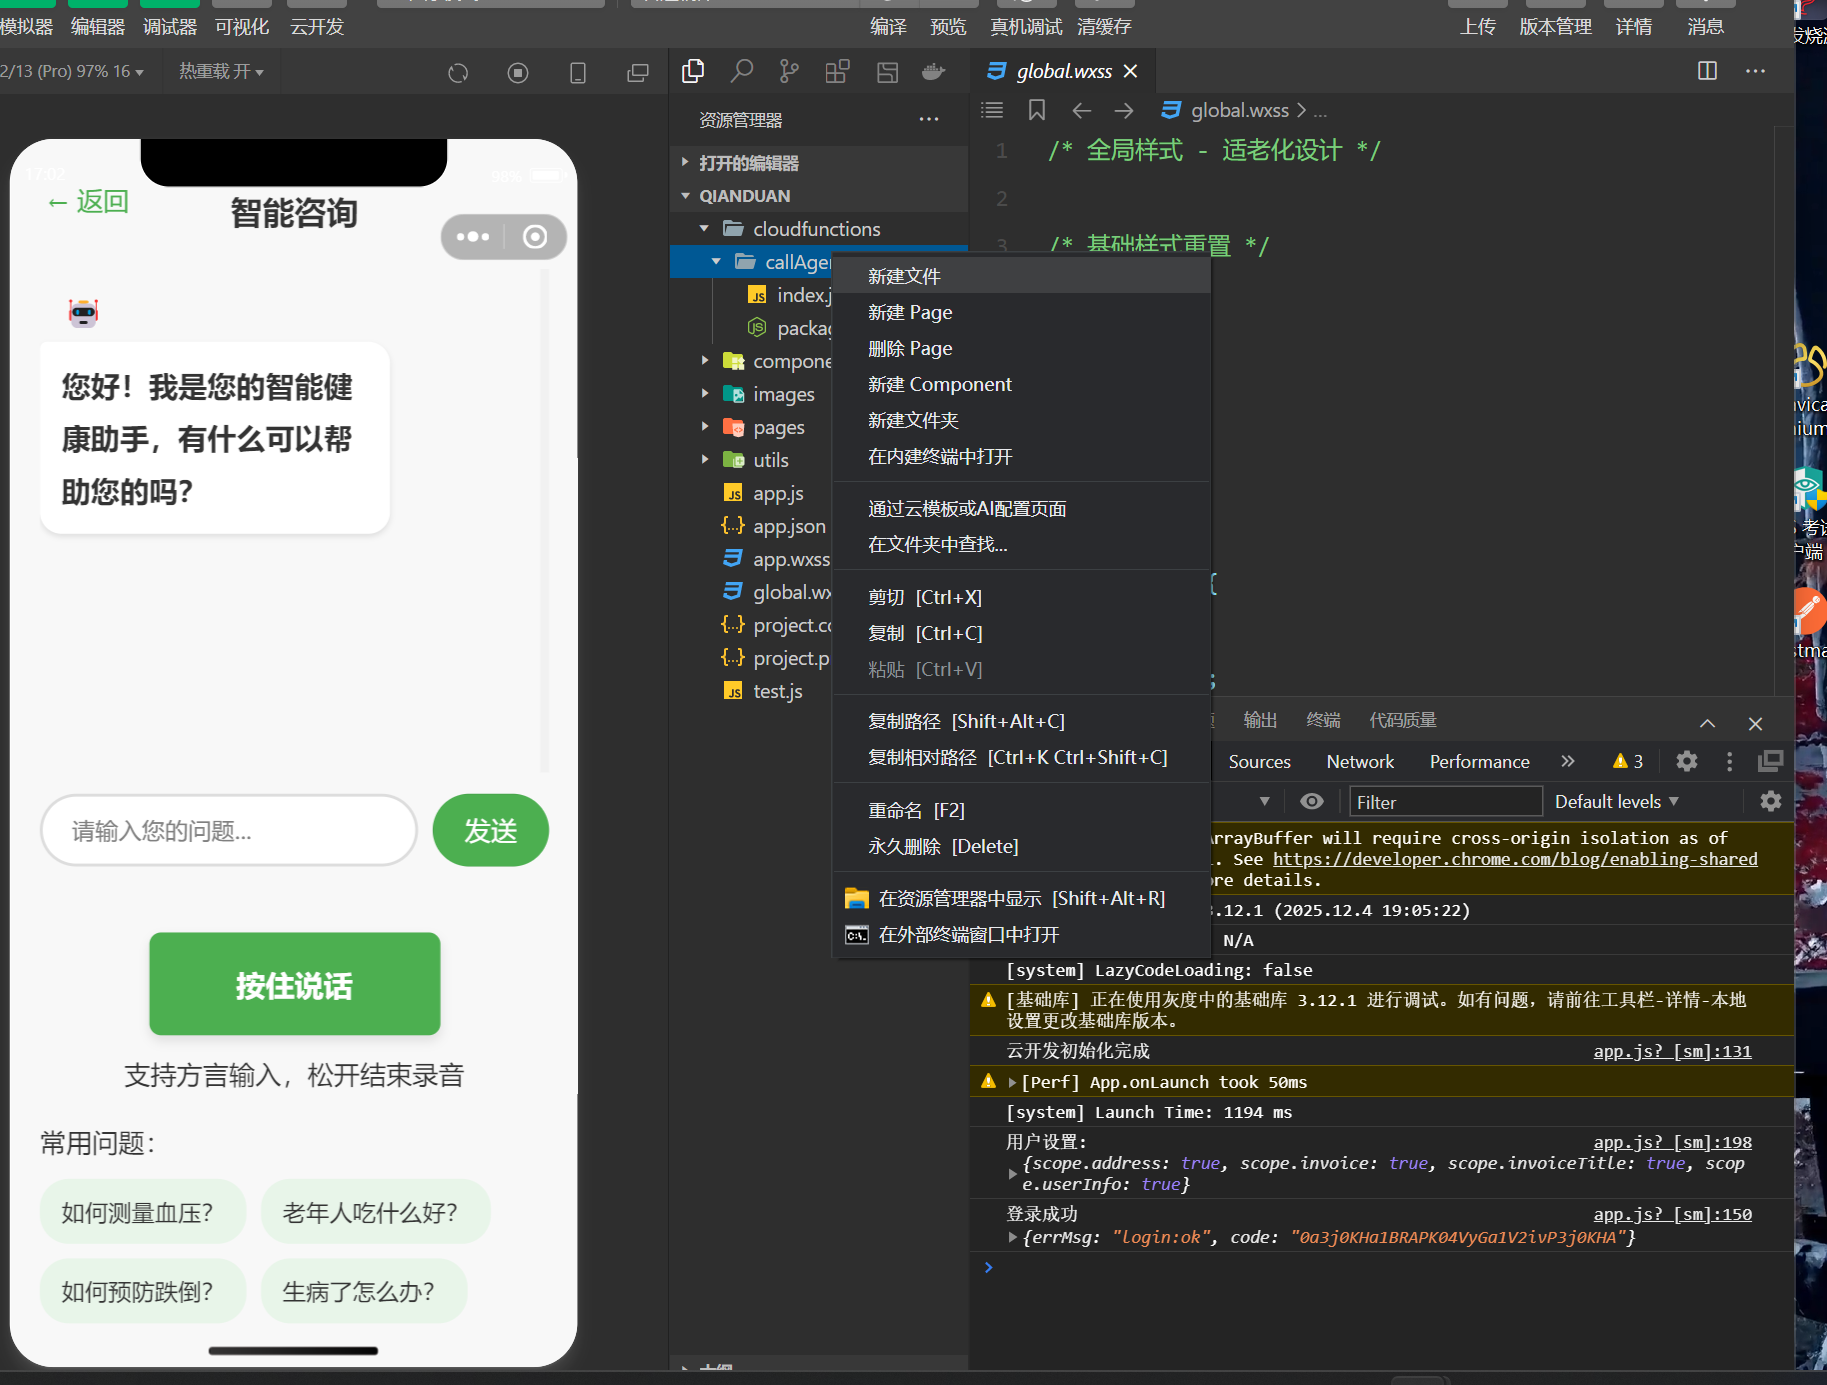 模拟器 编辑器 调试器 可视化 云开发 编译 预览 真机调试 清缓存 上传 版本管理 详情 消息
2/13 (Pro) 97% 16 热重载 开
17:02
98%
← 返回
智能咨询
您好！我是您的智能健
康助手，有什么可以帮
助您的吗？
请输入您的问题...
发送
按住说话
支持方言输入，松开结束录音
常用问题：
如何测量血压？
老年人吃什么好？
如何预防跌倒？
生病了怎么办？
资源管理器
打开的编辑器
QIANDUAN
cloudfunctions
callAgen
index.j
packag
compone
images
pages
utils
app.js
app.json
app.wxss
global.wx
project.co
project.p
test.js
大纲
新建文件
新建 Page
删除 Page
新建 Component
新建文件夹
在内建终端中打开
通过云模板或AI配置页面
在文件夹中查找...
剪切 [Ctrl+X]
复制 [Ctrl+C]
粘贴 [Ctrl+V]
复制路径 [Shift+Alt+C]
复制相对路径 [Ctrl+K Ctrl+Shift+C]
重命名 [F2]
永久删除 [Delete]
在资源管理器中显示 [Shift+Alt+R]
在外部终端窗口中打开
global.wxss
global.wxss > ...
1 /* 全局样式 - 适老化设计 */
2
3 /* 基础样式重置 */
{
;
输出 终端 代码质量
Sources Network Performance 3
Filter Default levels
ArrayBuffer will require cross-origin isolation as of
. See https://developer.chrome.com/blog/enabling-shared
re details.
3.12.1 (2025.12.4 19:05:22)
N/A
[system] LazyCodeLoading: false
[基础库] 正在使用灰度中的基础库 3.12.1 进行调试。如有问题，请前往工具栏-详情-本地
设置更改基础库版本。
云开发初始化完成 app.js? [sm]:131
[Perf] App.onLaunch took 50ms
[system] Launch Time: 1194 ms
用户设置: app.js? [sm]:198
{scope.address: true, scope.invoice: true, scope.invoiceTitle: true, scop
e.userInfo: true}
登录成功 app.js? [sm]:150
{errMsg: "login:ok", code: "0a3j0KHa1BRAPK04VyGa1V2ivP3j0KHA"}
发烧
avica
ium
考试
户端
stma